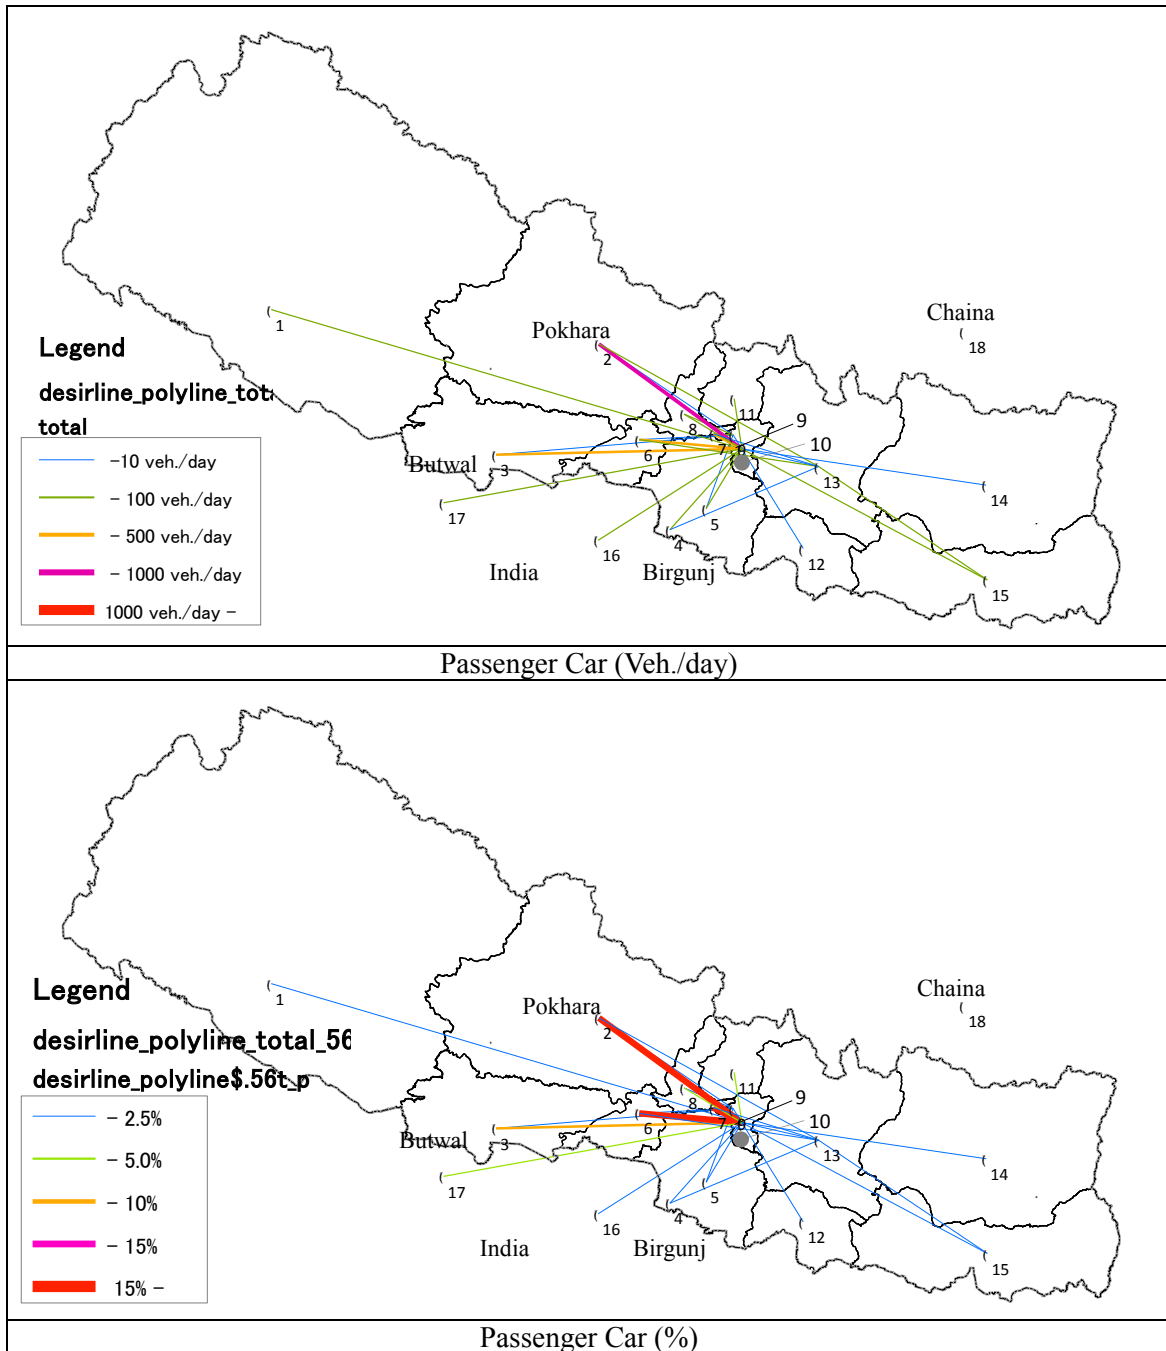 Chaina
18
1
Pokhara
2
Legend
desirline_polyline_tot
total
-10 veh./day
- 100 veh./day
- 500 veh./day
- 1000 veh./day
1000 veh./day -
11
8
9
10
7
6
Butwal
3
13
14
17
5
4
16
12
India
Birgunj
15
Passenger Car (Veh./day)
Chaina
18
1
Pokhara
2
Legend
desirline_polyline_total_56
desirline_polyline$.56t_p
- 2.5%
- 5.0%
- 10%
- 15%
15% -
11
8
9
10
7
6
Butwal
3
13
14
17
5
4
16
12
India
Birgunj
15
Passenger Car (%)